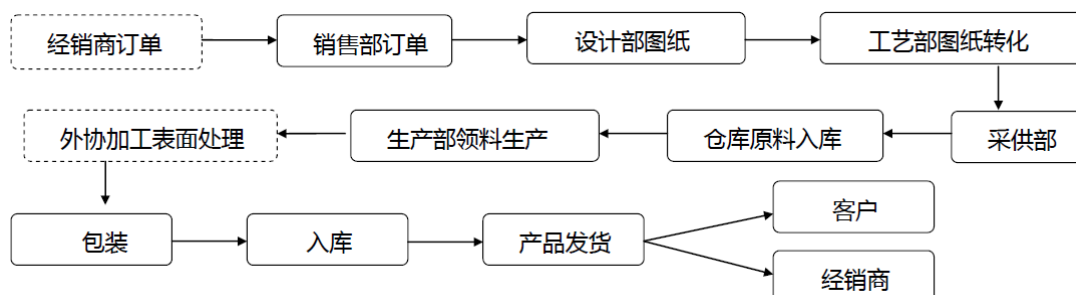 经销商订单
销售部订单
设计部图纸
工艺部图纸转化
外协加工表面处理
生产部领料生产
仓库原料入库
采供部
包装
入库
产品发货
客户
经销商